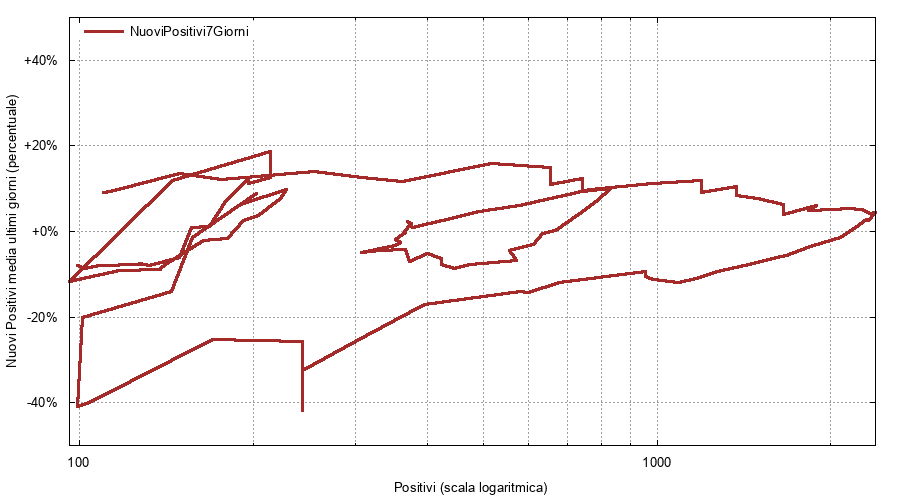 NuoviPositivi7Giorni
+40%
+20%
+0%
-20%
-40%
Nuovi Positivi media ultimi giorni (percentuale)
100
1000
Positivi (scala logaritmica)